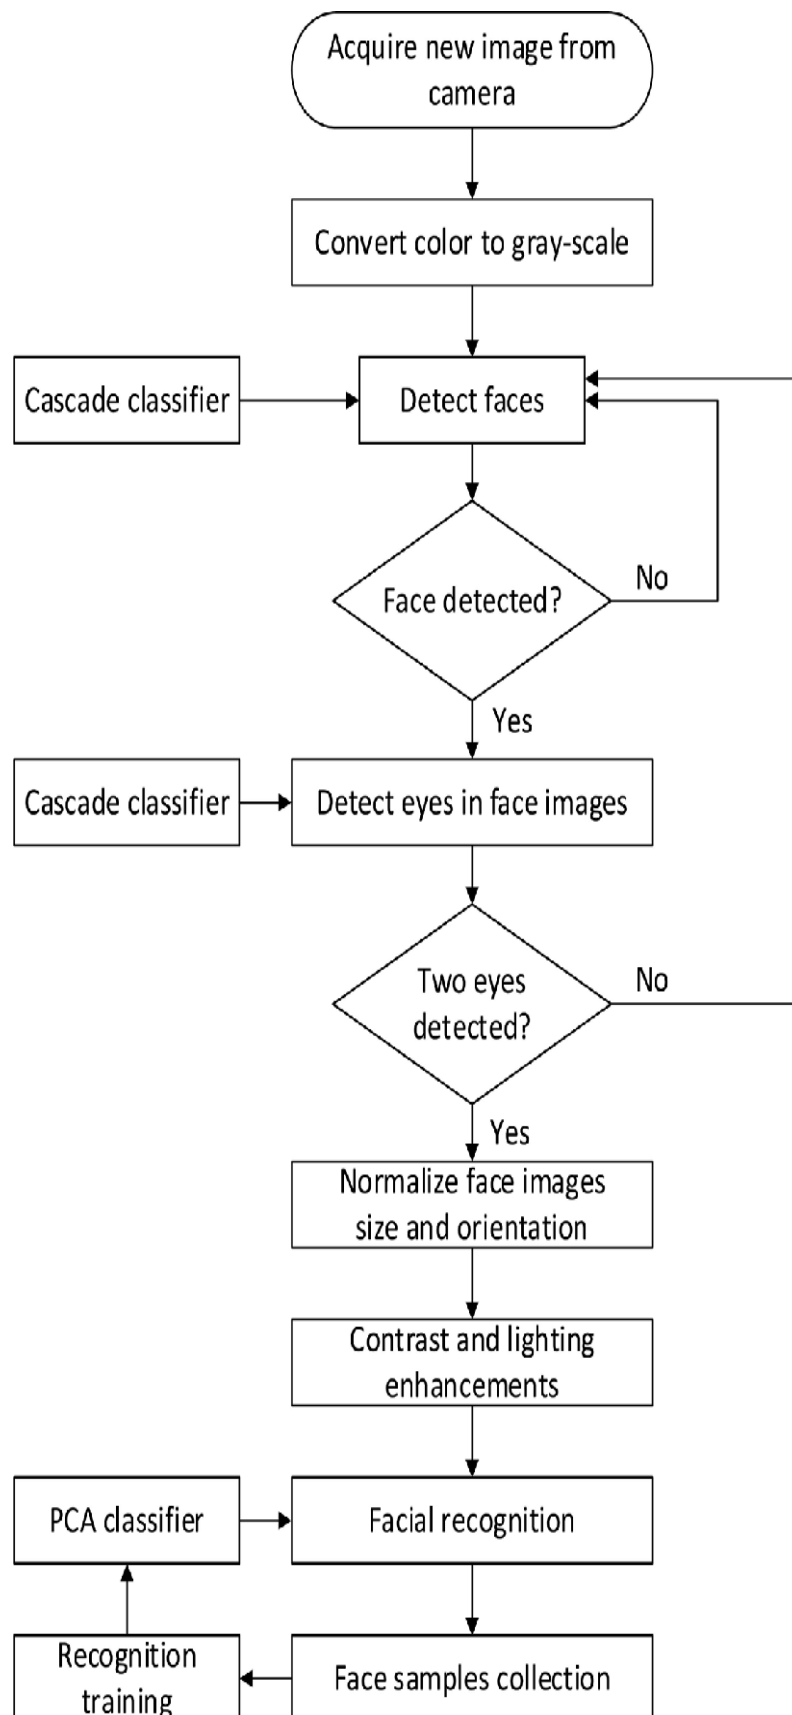 Acquire new image from
camera
Convert color to gray-scale
Cascade classifier
Detect faces
Face detected?
No
Yes
Cascade classifier
Detect eyes in face images
Two eyes
detected?
No
Yes
Normalize face images
size and orientation
Contrast and lighting
enhancements
PCA classifier
Facial recognition
Recognition
training
Face samples collection